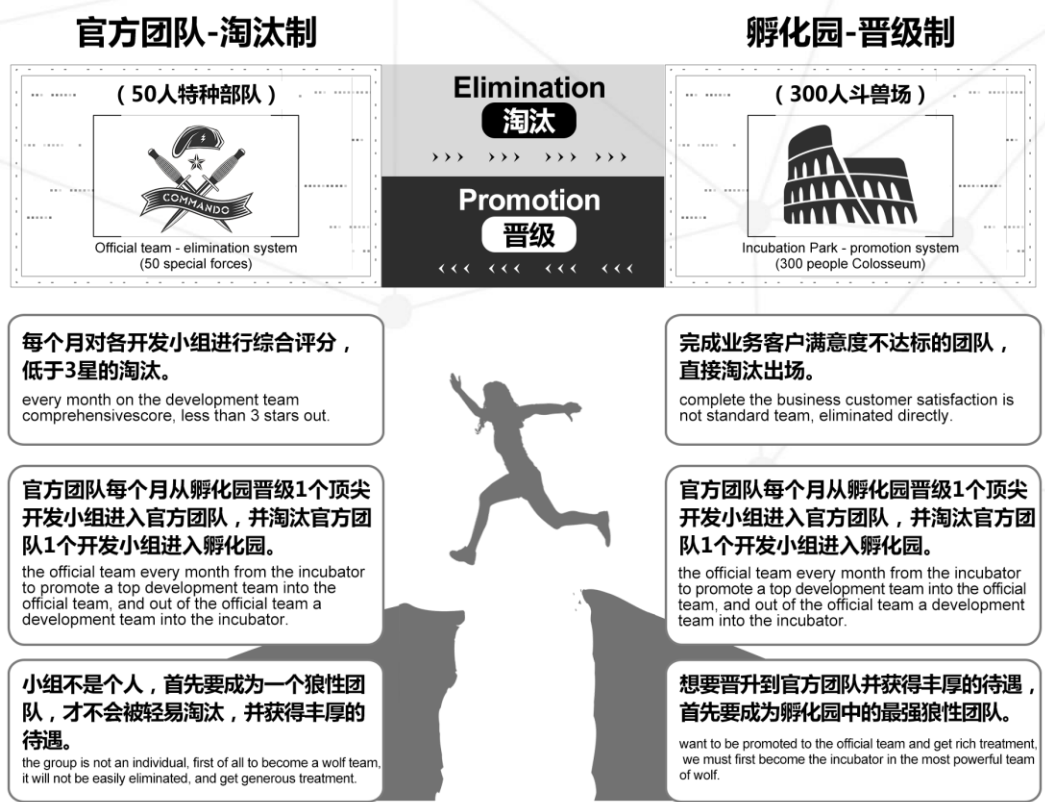 官方团队-淘汰制
孵化园-晋级制
（50人特种部队）
COMMANDO
Official team - elimination system
(50 special forces)
Elimination
淘汰
Promotion
晋级
（300人斗兽场）
Incubation Park - promotion system
(300 people Colosseum)
每个月对各开发小组进行综合评分，
低于3星的淘汰。
every month on the development team
comprehensivescore, less than 3 stars out.
官方团队每个月从孵化园晋级1个顶尖
开发小组进入官方团队，并淘汰官方团
队1个开发小组进入孵化园。
the official team every month from the incubator
to promote a top development team into the
official team, and out of the official team a
development team into the incubator.
小组不是个人，首先要成为一个狼性团
队，才不会被轻易淘汰，并获得丰厚的
待遇。
the group is not an individual, first of all to become a wolf team,
it will not be easily eliminated, and get generous treatment.
完成业务客户满意度不达标的团队，
直接淘汰出场。
complete the business customer satisfaction is
not standard team, eliminated directly.
官方团队每个月从孵化园晋级1个顶尖
开发小组进入官方团队，并淘汰官方团
队1个开发小组进入孵化园。
the official team every month from the incubator
to promote a top development team into the official
team, and out of the official team a development
team into the incubator.
想要晋升到官方团队并获得丰厚的待遇，
首先要成为孵化园中的最强狼性团队。
want to be promoted to the official team and get rich treatment,
we must first become the incubator in the most powerful team
of wolf.